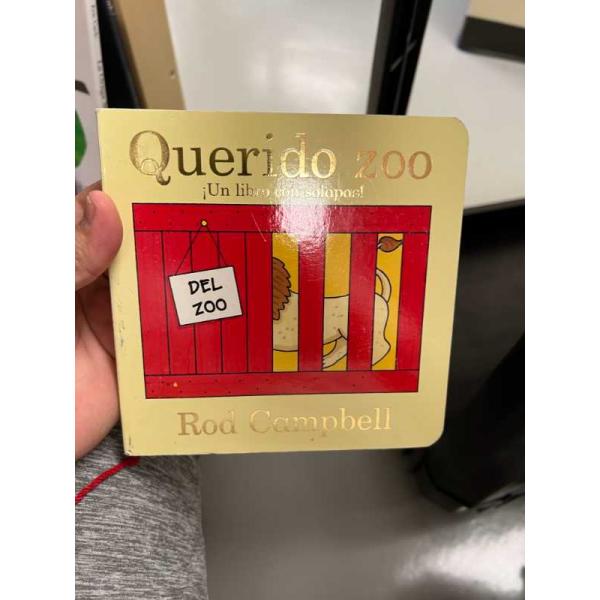 Querido zoo
¡Un libro con solapas!
DEL
ZOO
Rod Campbell